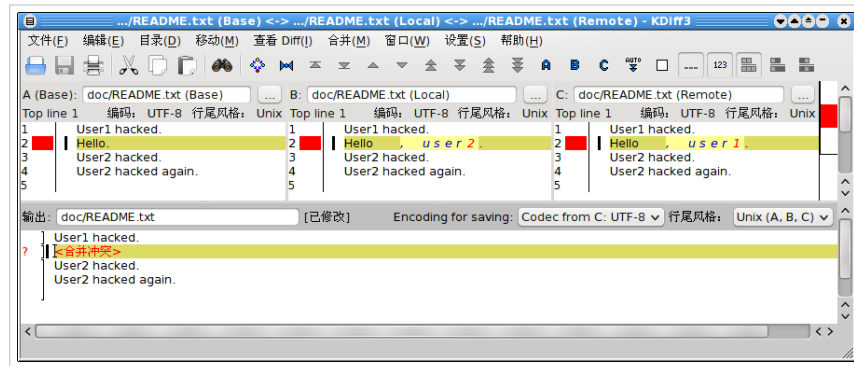 .../README.txt (Base) <-> .../README.txt (Local) <-> .../README.txt (Remote) - KDiff3
文件(F) 编辑(E) 目录(D) 移动(M) 查看 Diff(I) 合并(M) 窗口(W) 设置(S) 帮助(H)
A B C AUTO --- 123
A (Base): doc/README.txt (Base) ... B: doc/README.txt (Local) ... C: doc/README.txt (Remote) ...
Top line 1 编码: UTF-8 行尾风格: Unix Top line 1 编码: UTF-8 行尾风格: Unix Top line 1 编码: UTF-8 行尾风格: Unix
1 User1 hacked. 1 User1 hacked. 1 User1 hacked.
2 Hello. 2 Hello, user2. 2 Hello, user1.
3 User2 hacked. 3 User2 hacked. 3 User2 hacked.
4 User2 hacked again. 4 User2 hacked again. 4 User2 hacked again.
5 5 5
输出: doc/README.txt [已修改] Encoding for saving: Codec from C: UTF-8 行尾风格: Unix (A, B, C)
User1 hacked.
? <合并冲突>
User2 hacked.
User2 hacked again.